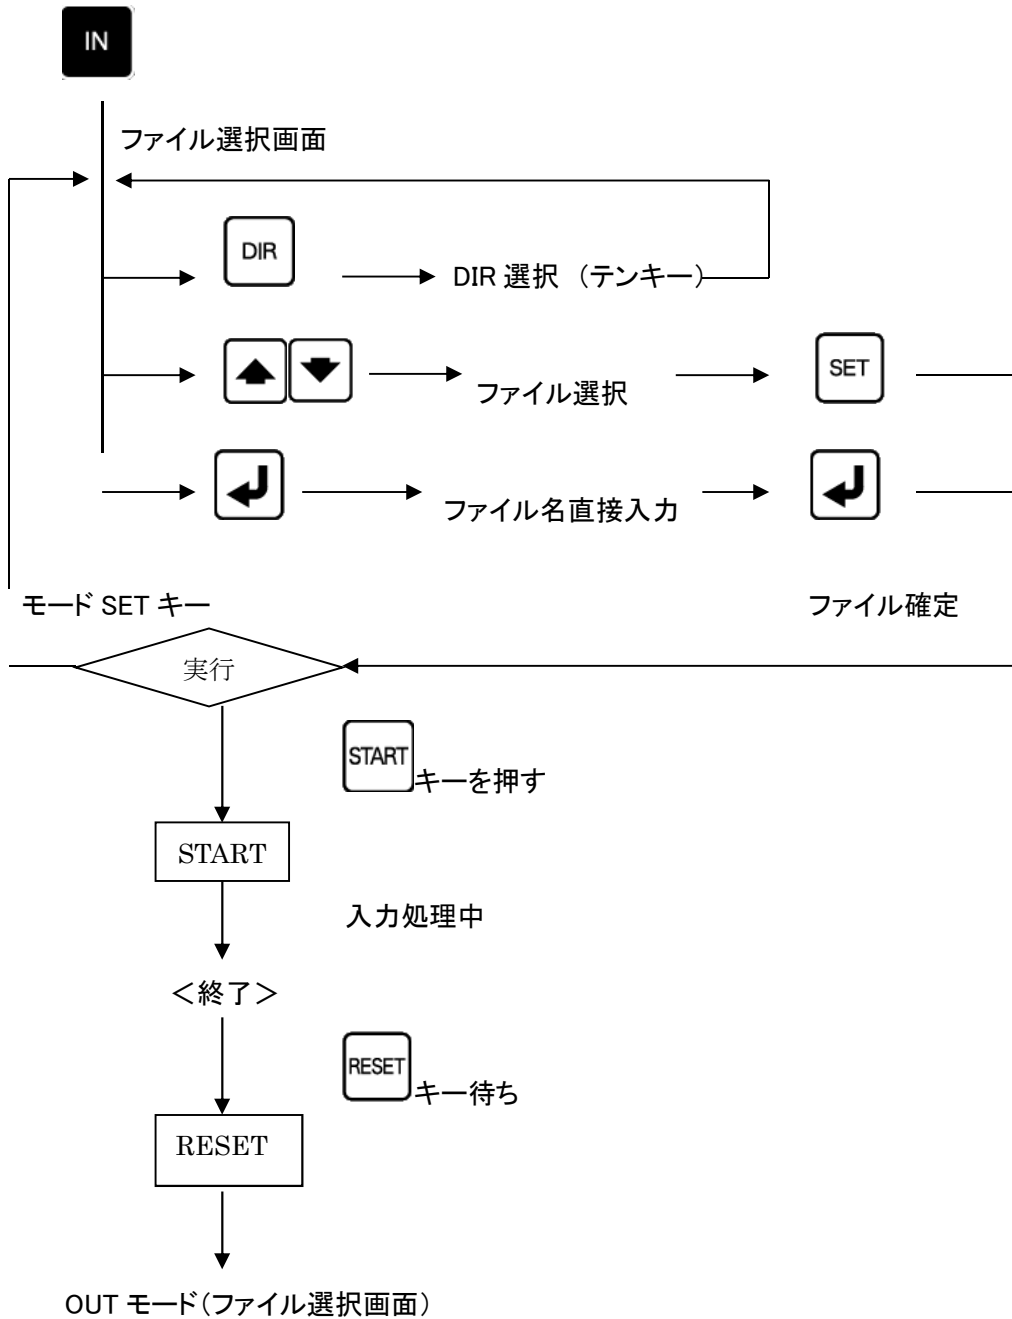 IN
ファイル選択画面
DIR
DIR 選択 (テンキー)
ファイル選択
SET
ファイル名直接入力
モード SET キー
ファイル確定
実行
START
キーを押す
START
入力処理中
<終了>
RESET
キー待ち
RESET
OUT モード(ファイル選択画面)